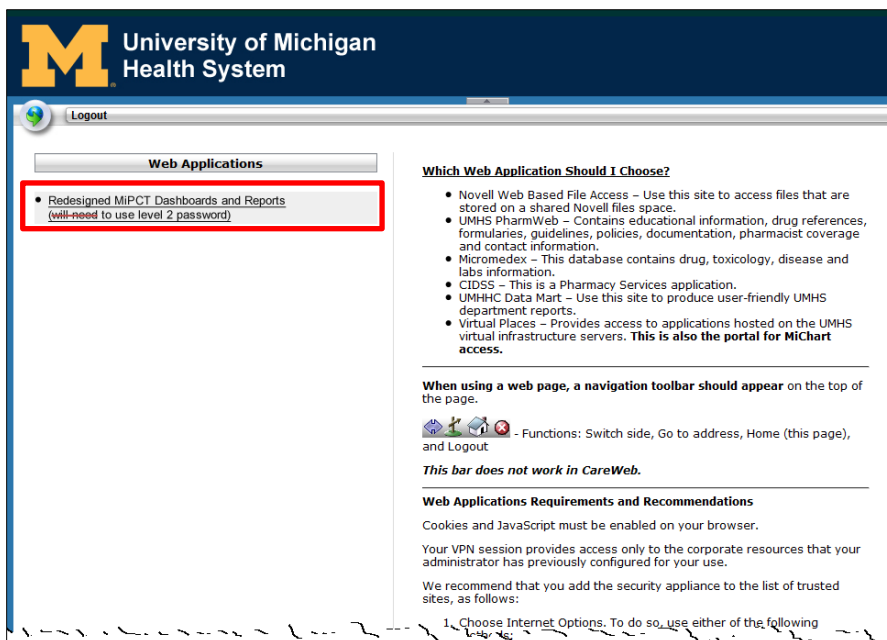 University of Michigan
Health System
Logout
Web Applications
• Redesigned MiPCT Dashboards and Reports
(will need to use level 2 password)
Which Web Application Should I Choose?
• Novell Web Based File Access – Use this site to access files that are
stored on a shared Novell files space.
• UMHS PharmWeb – Contains educational information, drug references,
formularies, guidelines, policies, documentation, pharmacist coverage
and contact information.
• Micromedex – This database contains drug, toxicology, disease and
labs information.
• CIDSS – This is a Pharmacy Services application.
• UMHHC Data Mart – Use this site to produce user-friendly UMHS
department reports.
• Virtual Places – Provides access to applications hosted on the UMHS
virtual infrastructure servers. This is also the portal for MiChart
access.
When using a web page, a navigation toolbar should appear on the top of
the page.
- Functions: Switch side, Go to address, Home (this page),
and Logout
This bar does not work in CareWeb.
Web Applications Requirements and Recommendations
Cookies and JavaScript must be enabled on your browser.
Your VPN session provides access only to the corporate resources that your
administrator has previously configured for your use.
We recommend that you add the security appliance to the list of trusted
sites, as follows:
1. Choose Internet Options. To do so, use either of the following